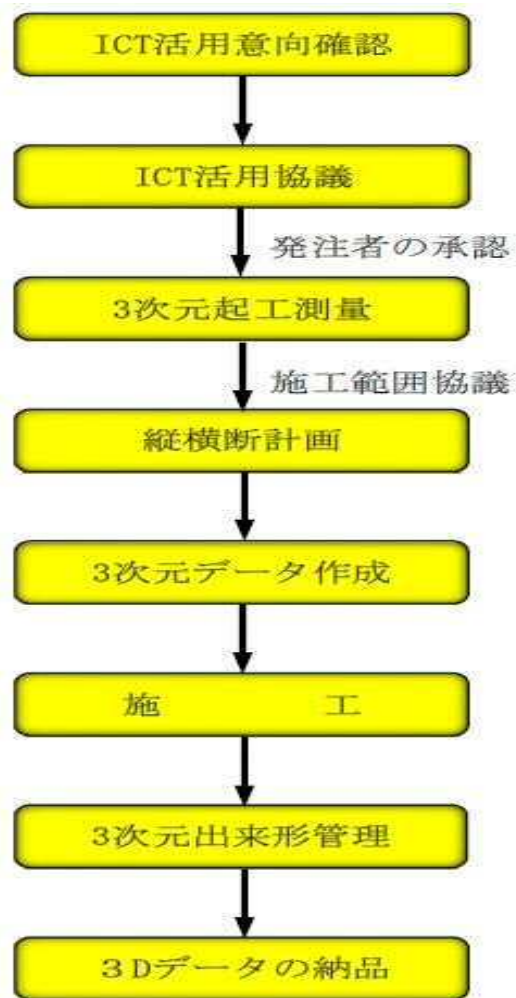 ICT活用意向確認
ICT活用協議
発注者の承認
3次元起工測量
施工範囲協議
縦横断計画
3次元データ作成
施　　　　工
3次元出来形管理
３Dデータの納品